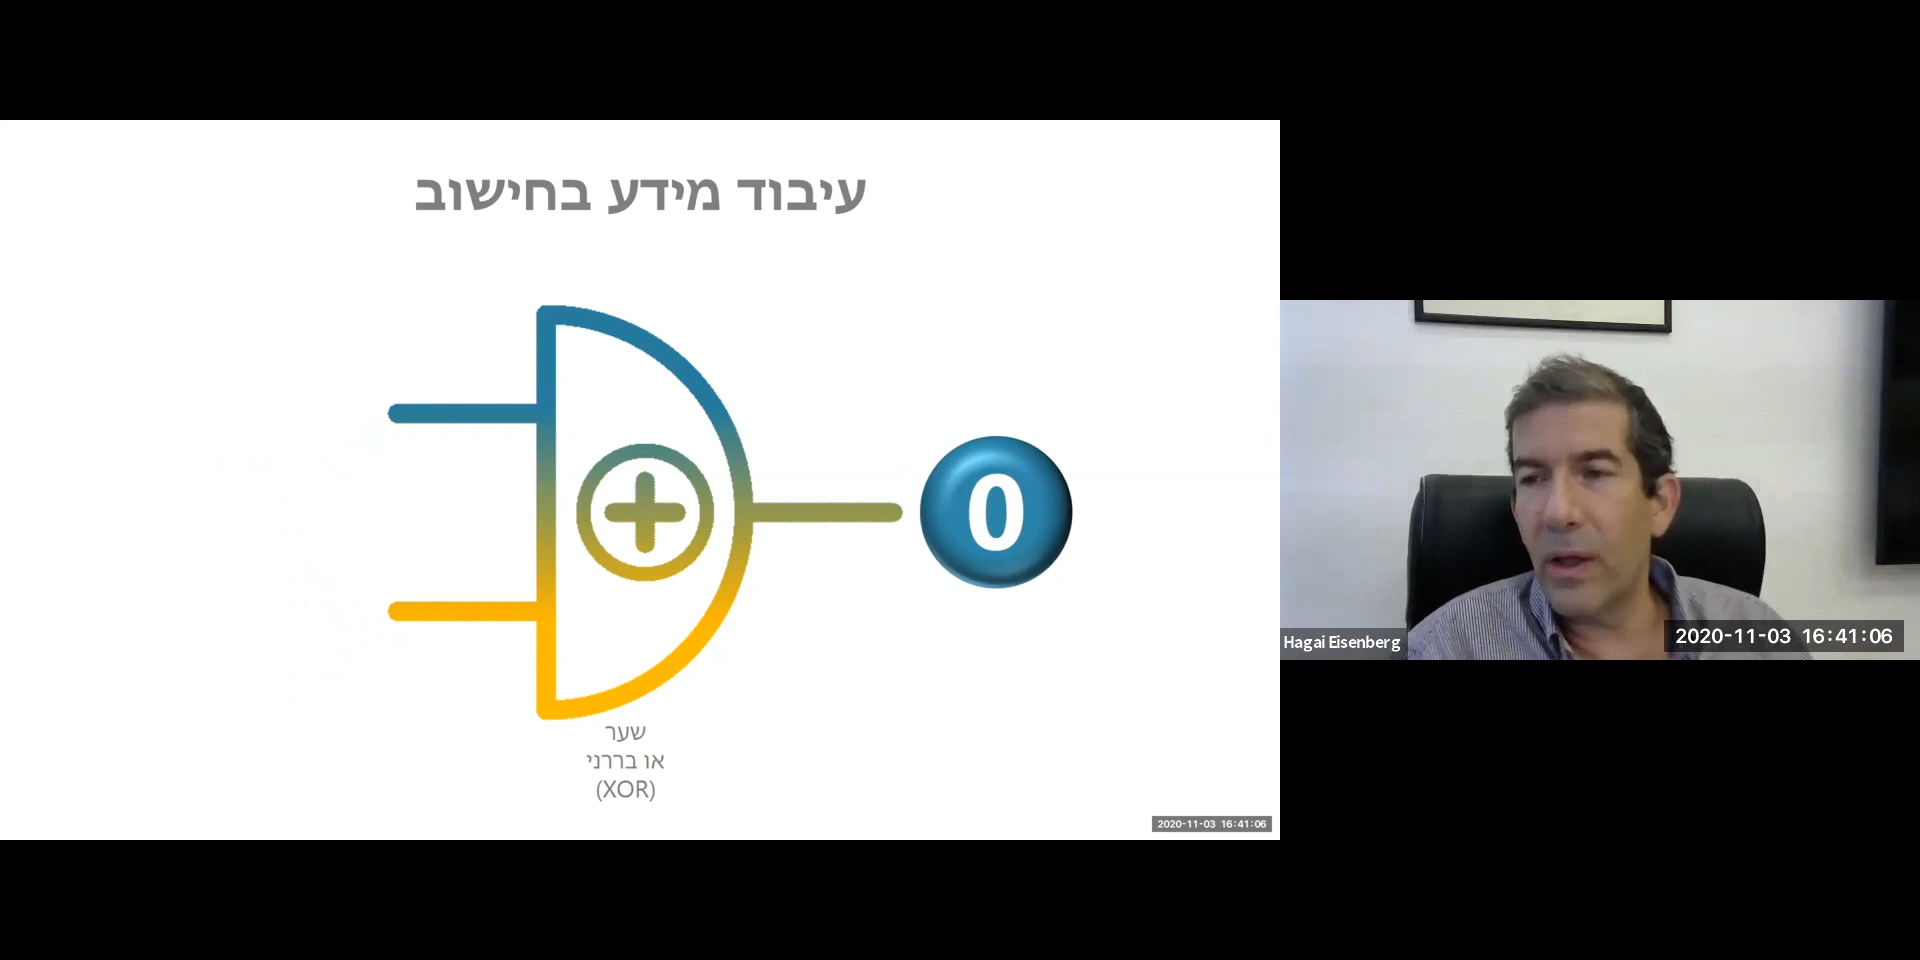 עיבוד מידע בחישוב
0
שער
או בררני
(XOR)
2020-11-03 16:41:06
Hagai Eisenberg
2020-11-03 16:41:06